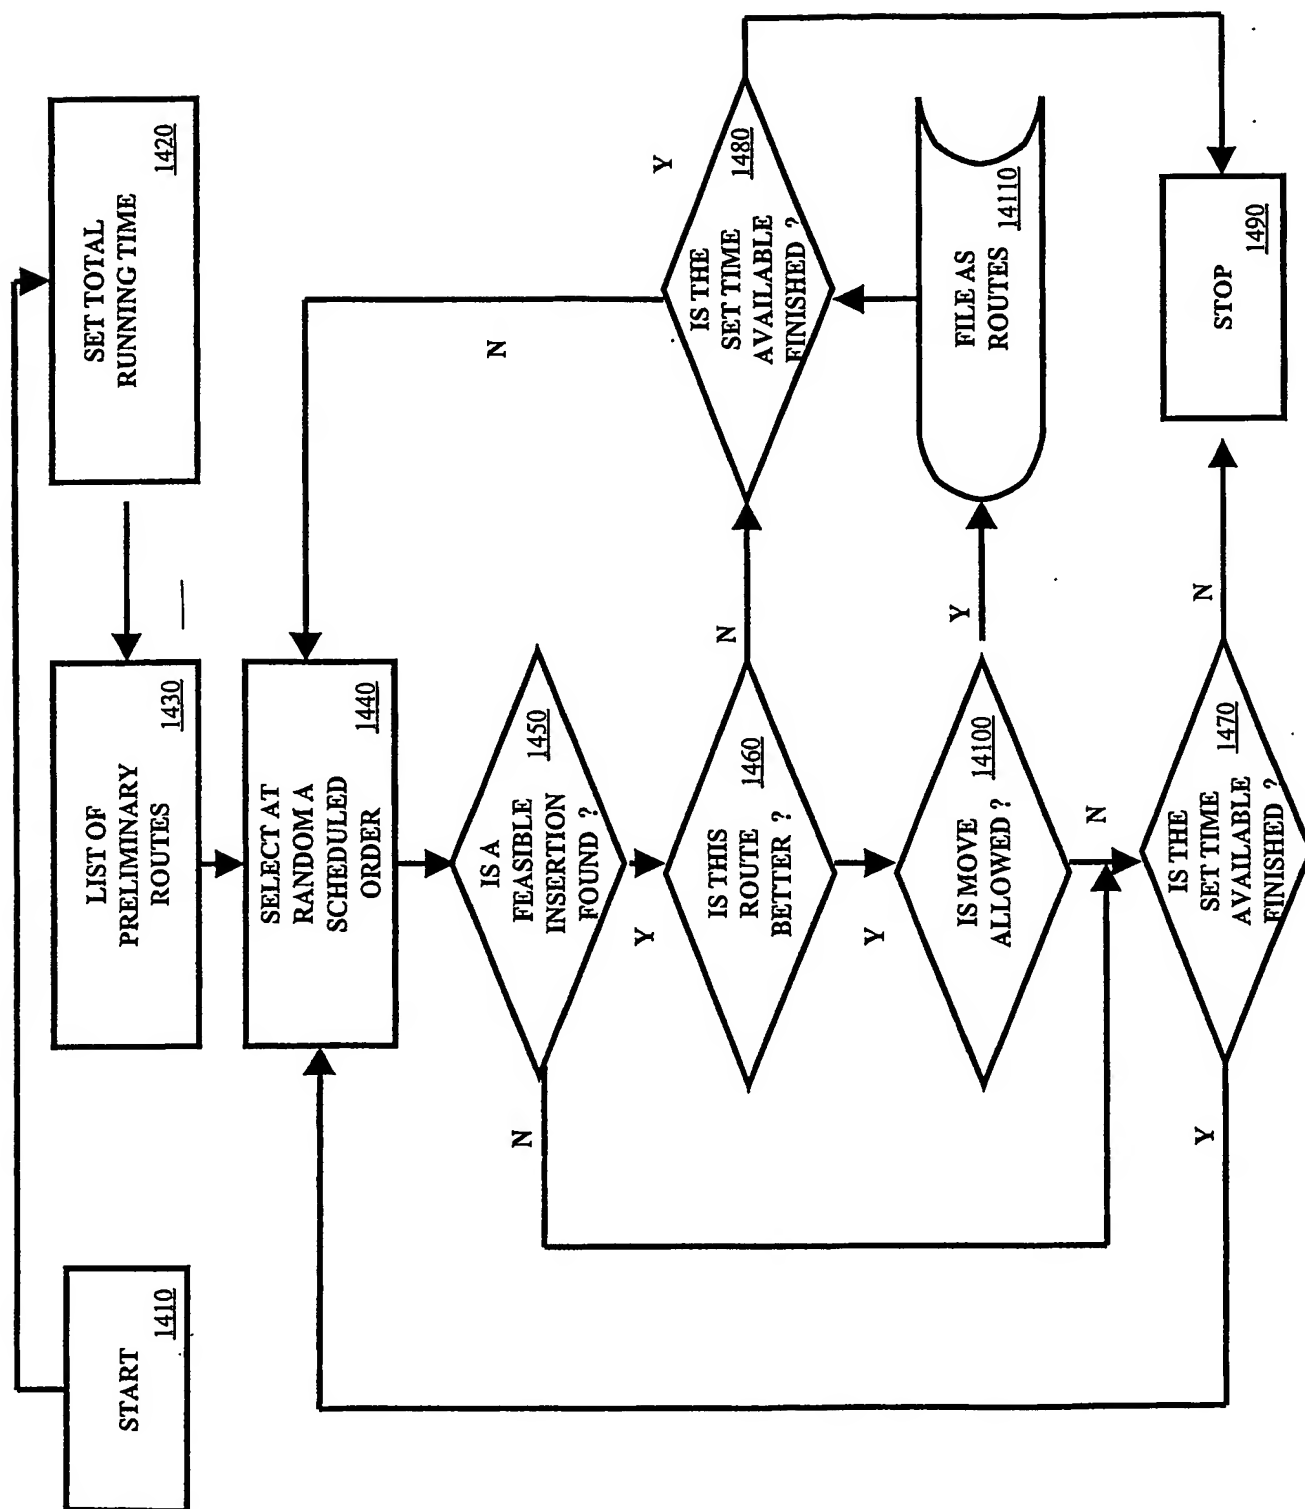 START
1410
SET TOTAL
RUNNING TIME
1420
LIST OF
PRELIMINARY
ROUTES
1430
SELECT AT
RANDOM A
SCHEDULED
ORDER
1440
IS A
FEASIBLE
INSERTION
FOUND ?
1450
N
Y
IS THIS
ROUTE
BETTER ?
1460
N
Y
IS THE
SET TIME
AVAILABLE
FINISHED ?
1480
N
Y
IS MOVE
ALLOWED ?
14100
Y
N
FILE AS
ROUTES
14110
IS THE
SET TIME
AVAILABLE
FINISHED ?
1470
Y
N
STOP
1490